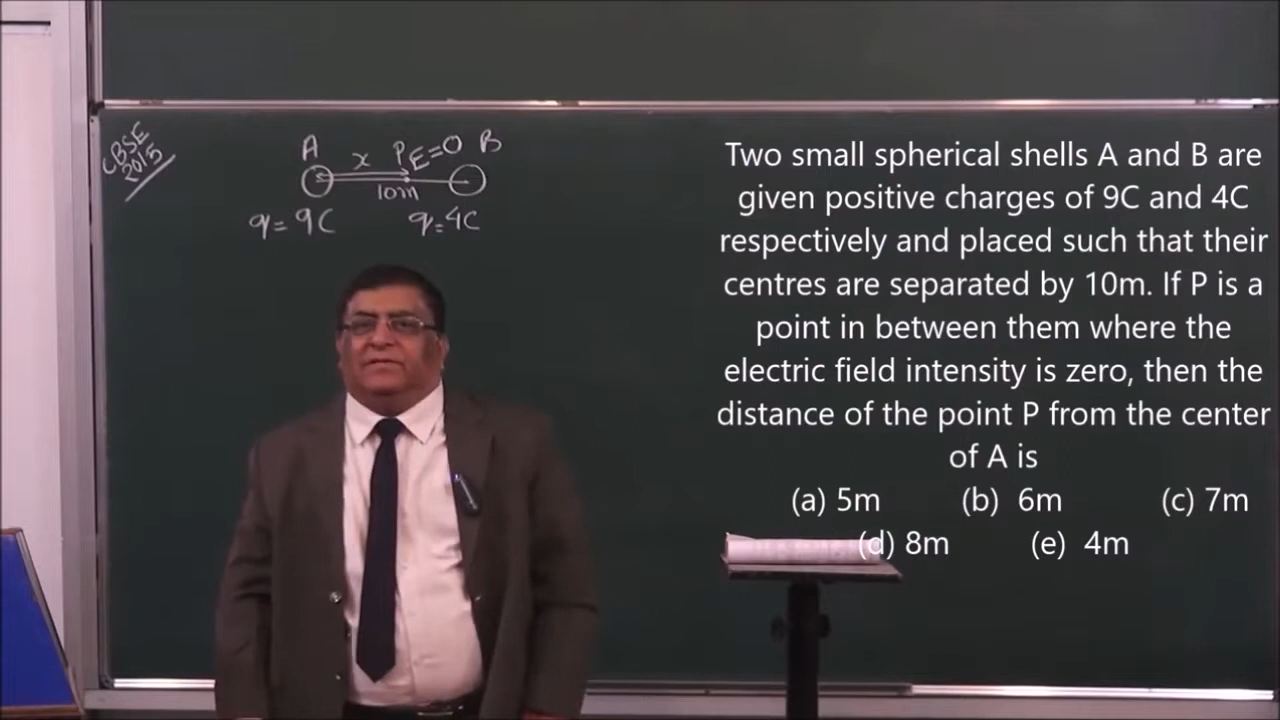 CBSE
2015
A x P E=0 B
10m
q=9C q=4C
Two small spherical shells A and B are
given positive charges of 9C and 4C
respectively and placed such that their
centres are separated by 10m. If P is a
point in between them where the
electric field intensity is zero, then the
distance of the point P from the center
of A is
(a) 5m (b) 6m (c) 7m
(d) 8m (e) 4m